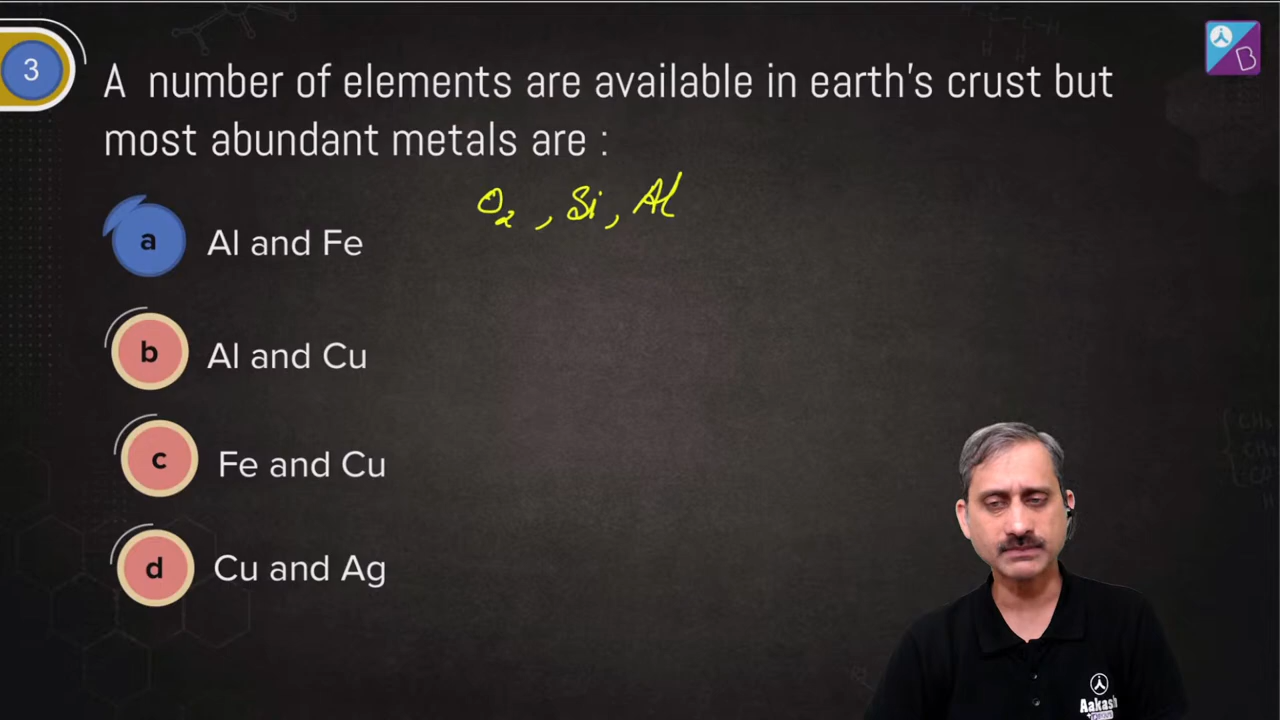 3
A number of elements are available in earth's crust but
most abundant metals are :
O₂ , Si , Al
a Al and Fe
b Al and Cu
c Fe and Cu
d Cu and Ag
B
Aakash